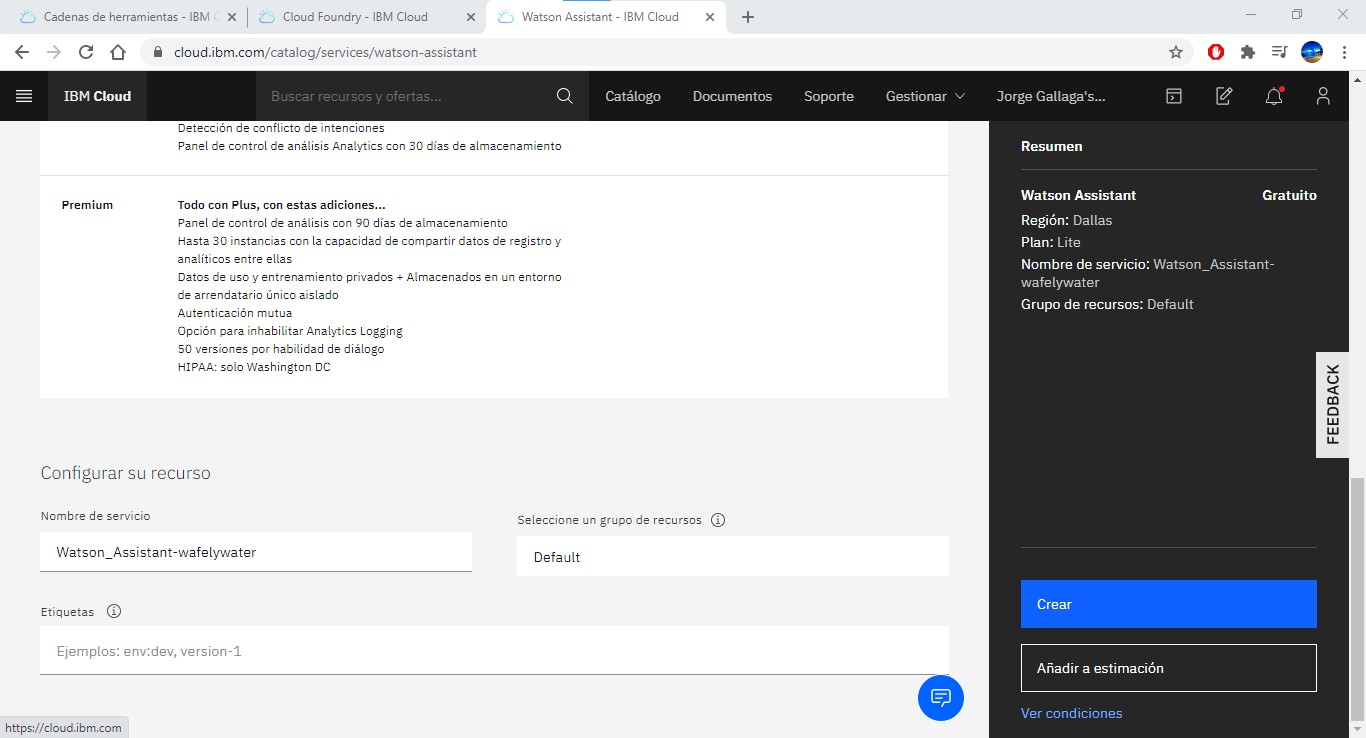 Cadenas de herramientas - IBM C
Cloud Foundry - IBM Cloud
Watson Assistant - IBM Cloud
cloud.ibm.com/catalog/services/watson-assistant
IBM Cloud
Buscar recursos y ofertas...
Catálogo
Documentos
Soporte
Gestionar
Jorge Gallaga's...
Detección de conflicto de intenciones
Panel de control de análisis Analytics con 30 días de almacenamiento
Premium
Todo con Plus, con estas adiciones...
Panel de control de análisis con 90 días de almacenamiento
Hasta 30 instancias con la capacidad de compartir datos de registro y
analíticos entre ellas
Datos de uso y entrenamiento privados + Almacenados en un entorno
de arrendatario único aislado
Autenticación mutua
Opción para inhabilitar Analytics Logging
50 versiones por habilidad de diálogo
HIPAA: solo Washington DC
Configurar su recurso
Nombre de servicio
Watson_Assistant-wafelywater
Seleccione un grupo de recursos
Default
Etiquetas
Ejemplos: env:dev, version-1
https://cloud.ibm.com
Resumen
Watson Assistant Gratuito
Región: Dallas
Plan: Lite
Nombre de servicio: Watson_Assistant-
wafelywater
Grupo de recursos: Default
FEEDBACK
Crear
Añadir a estimación
Ver condiciones